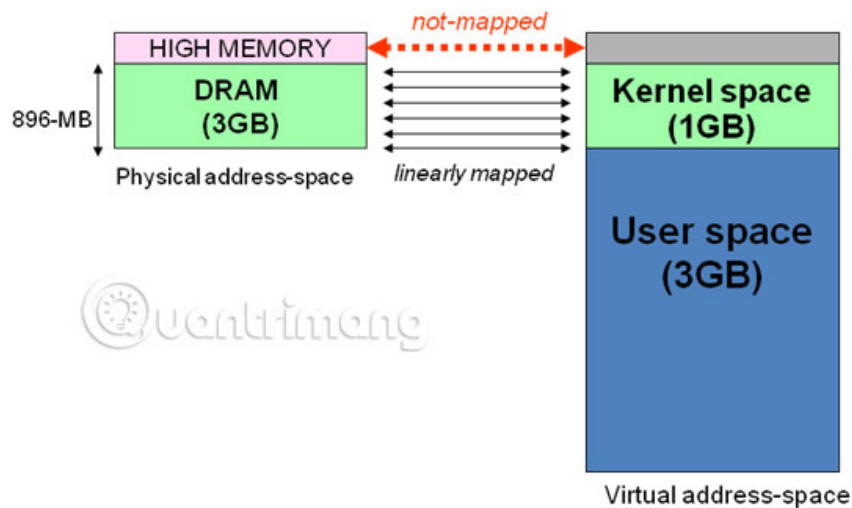 not-mapped
HIGH MEMORY
DRAM
(3GB)
896-MB
Physical address-space
linearly mapped
Kernel space
(1GB)
User space
(3GB)
Quantrimang
Virtual address-space